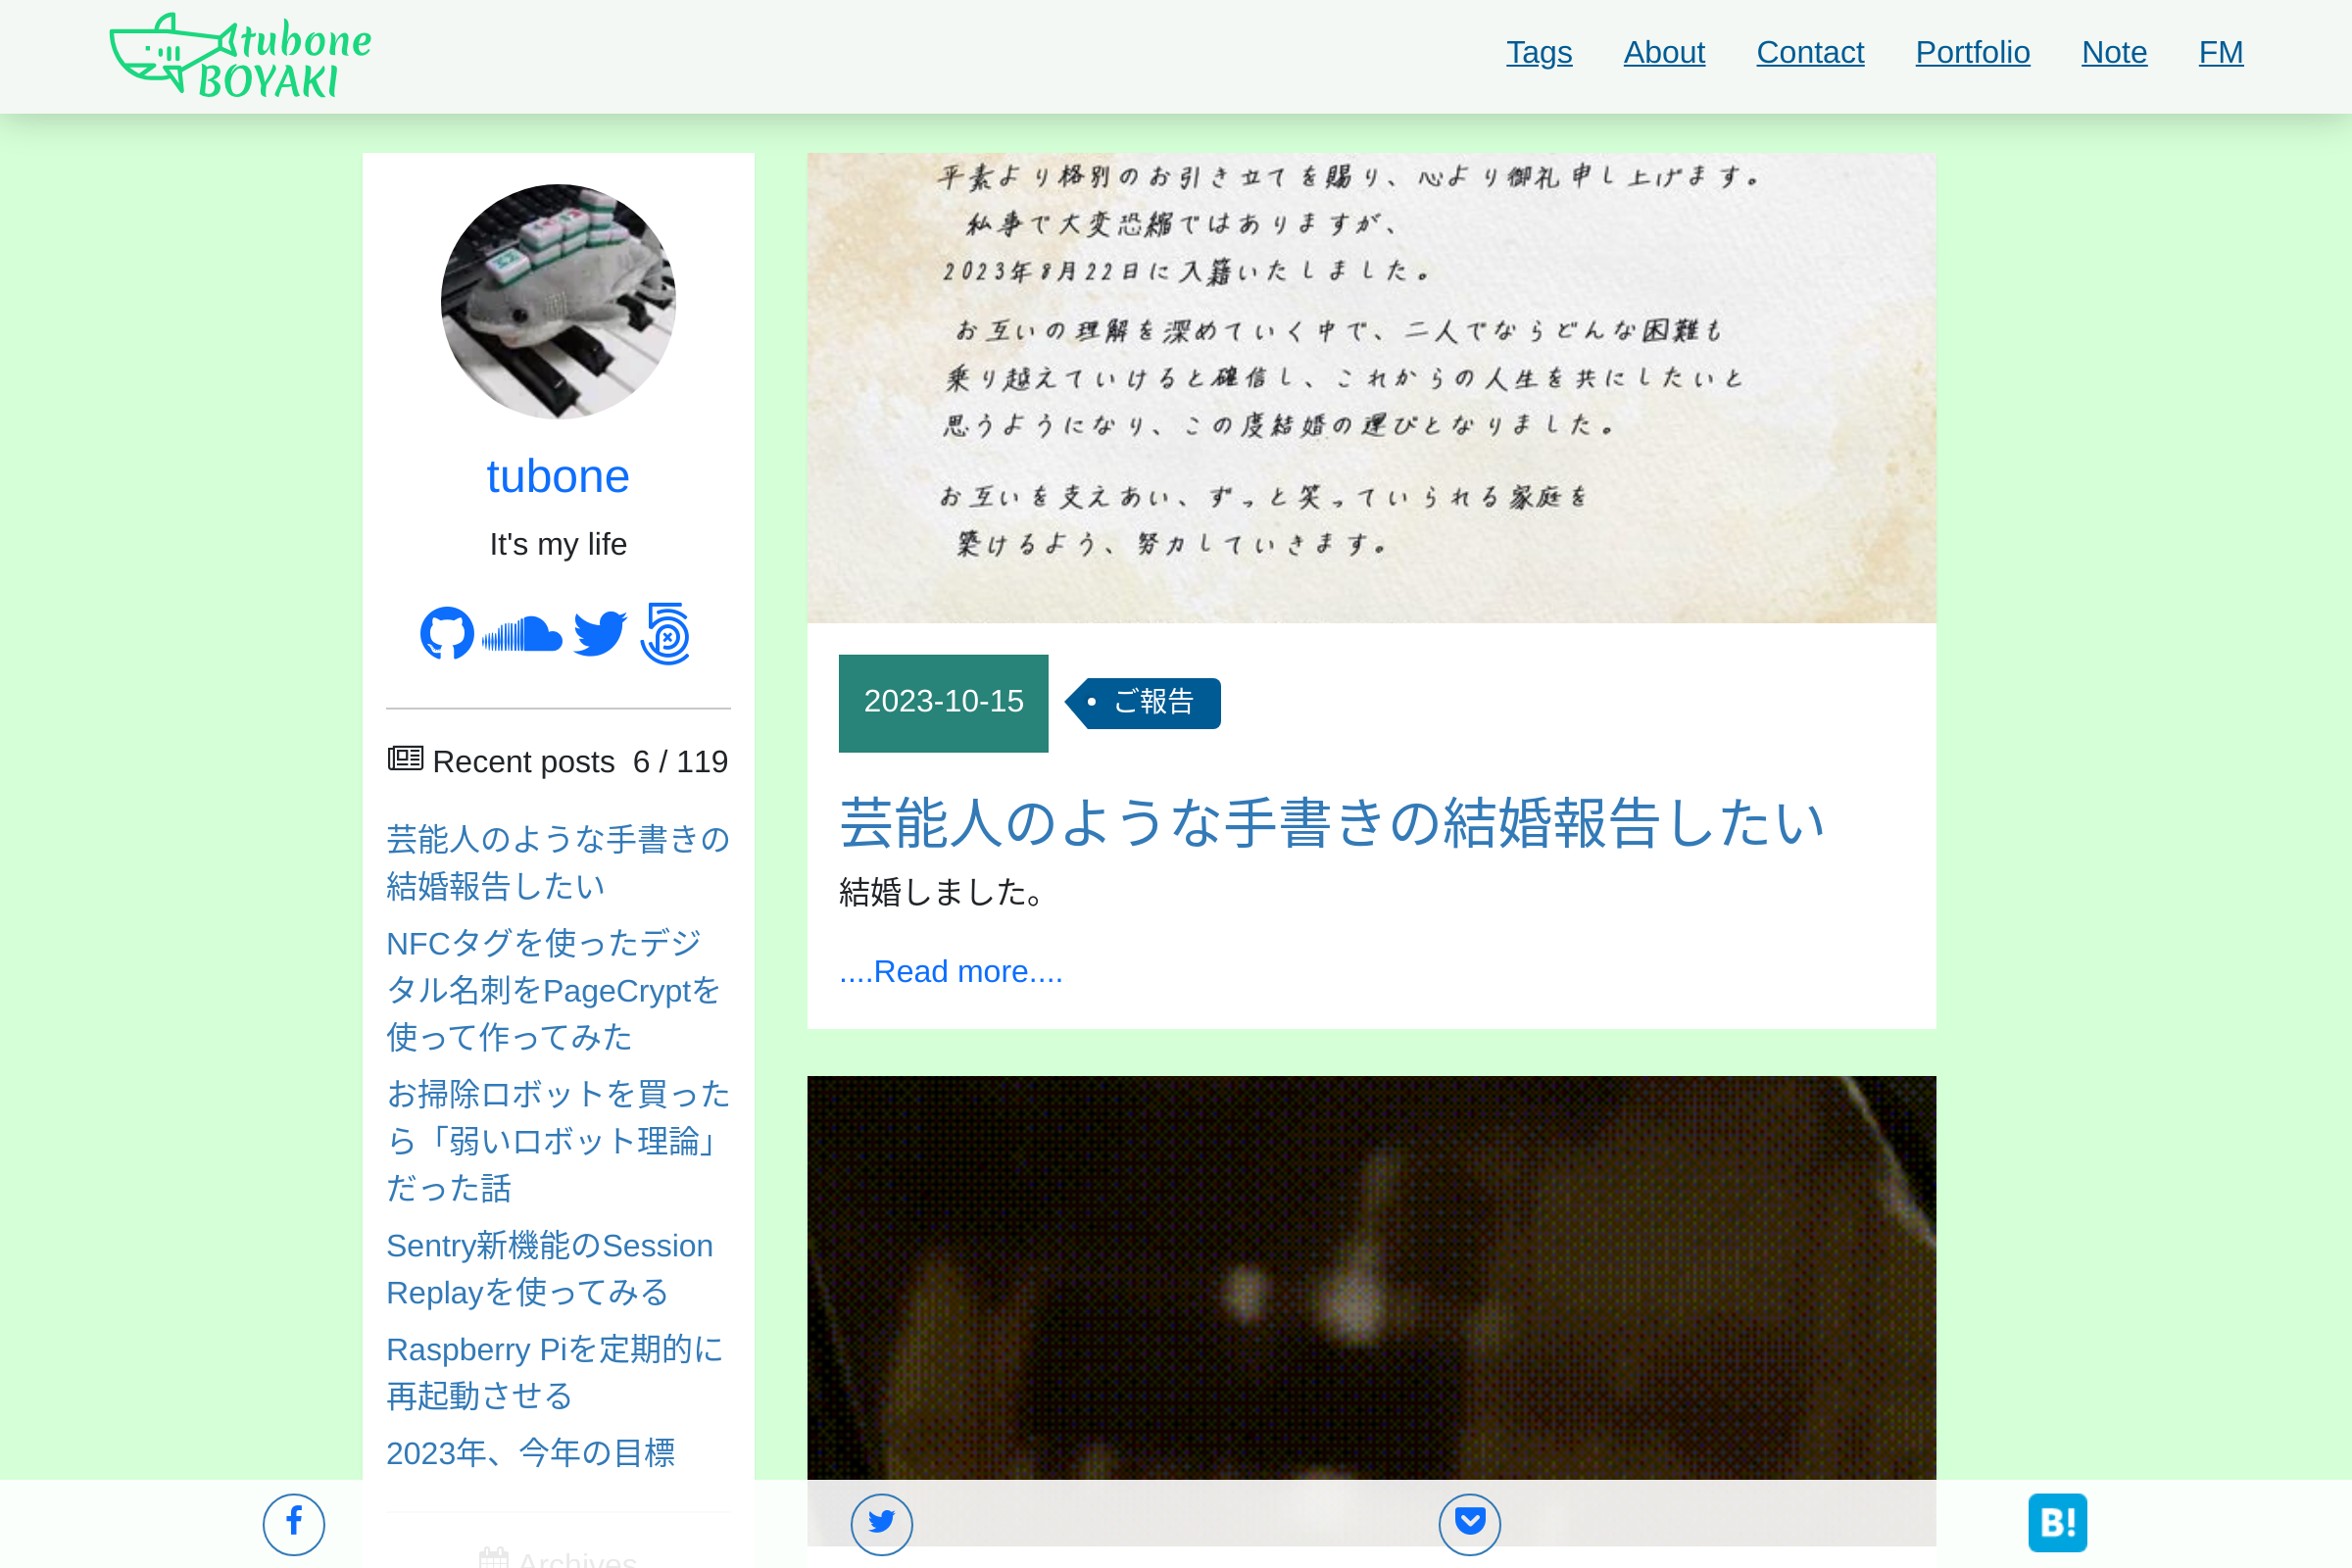 tubone
BOYAKI
Tags About Contact Portfolio Note FM
tubone
It's my life
Recent posts 6 / 119
芸能人のような手書きの
結婚報告したい
NFCタグを使ったデジ
タル名刺をPageCryptを
使って作ってみた
お掃除ロボットを買った
ら「弱いロボット理論」
だった話
Sentry新機能のSession
Replayを使ってみる
Raspberry Piを定期的に
再起動させる
2023年、今年の目標
Archives
平素より格別のお引き立てを賜り、心より御礼申し上げます。
私事で大変恐縮ではありますが、
2023年8月22日に入籍いたしました。
お互いの理解を深めていく中で、二人でならどんな困難も
乗り越えていけると確信し、これからの人生を共にしたいと
思うようになり、この度結婚の運びとなりました。
お互いを支えあい、ずっと笑っていられる家庭を
築けるよう、努力していきます。
2023-10-15
ご報告
芸能人のような手書きの結婚報告したい
結婚しました。
....Read more....
B!